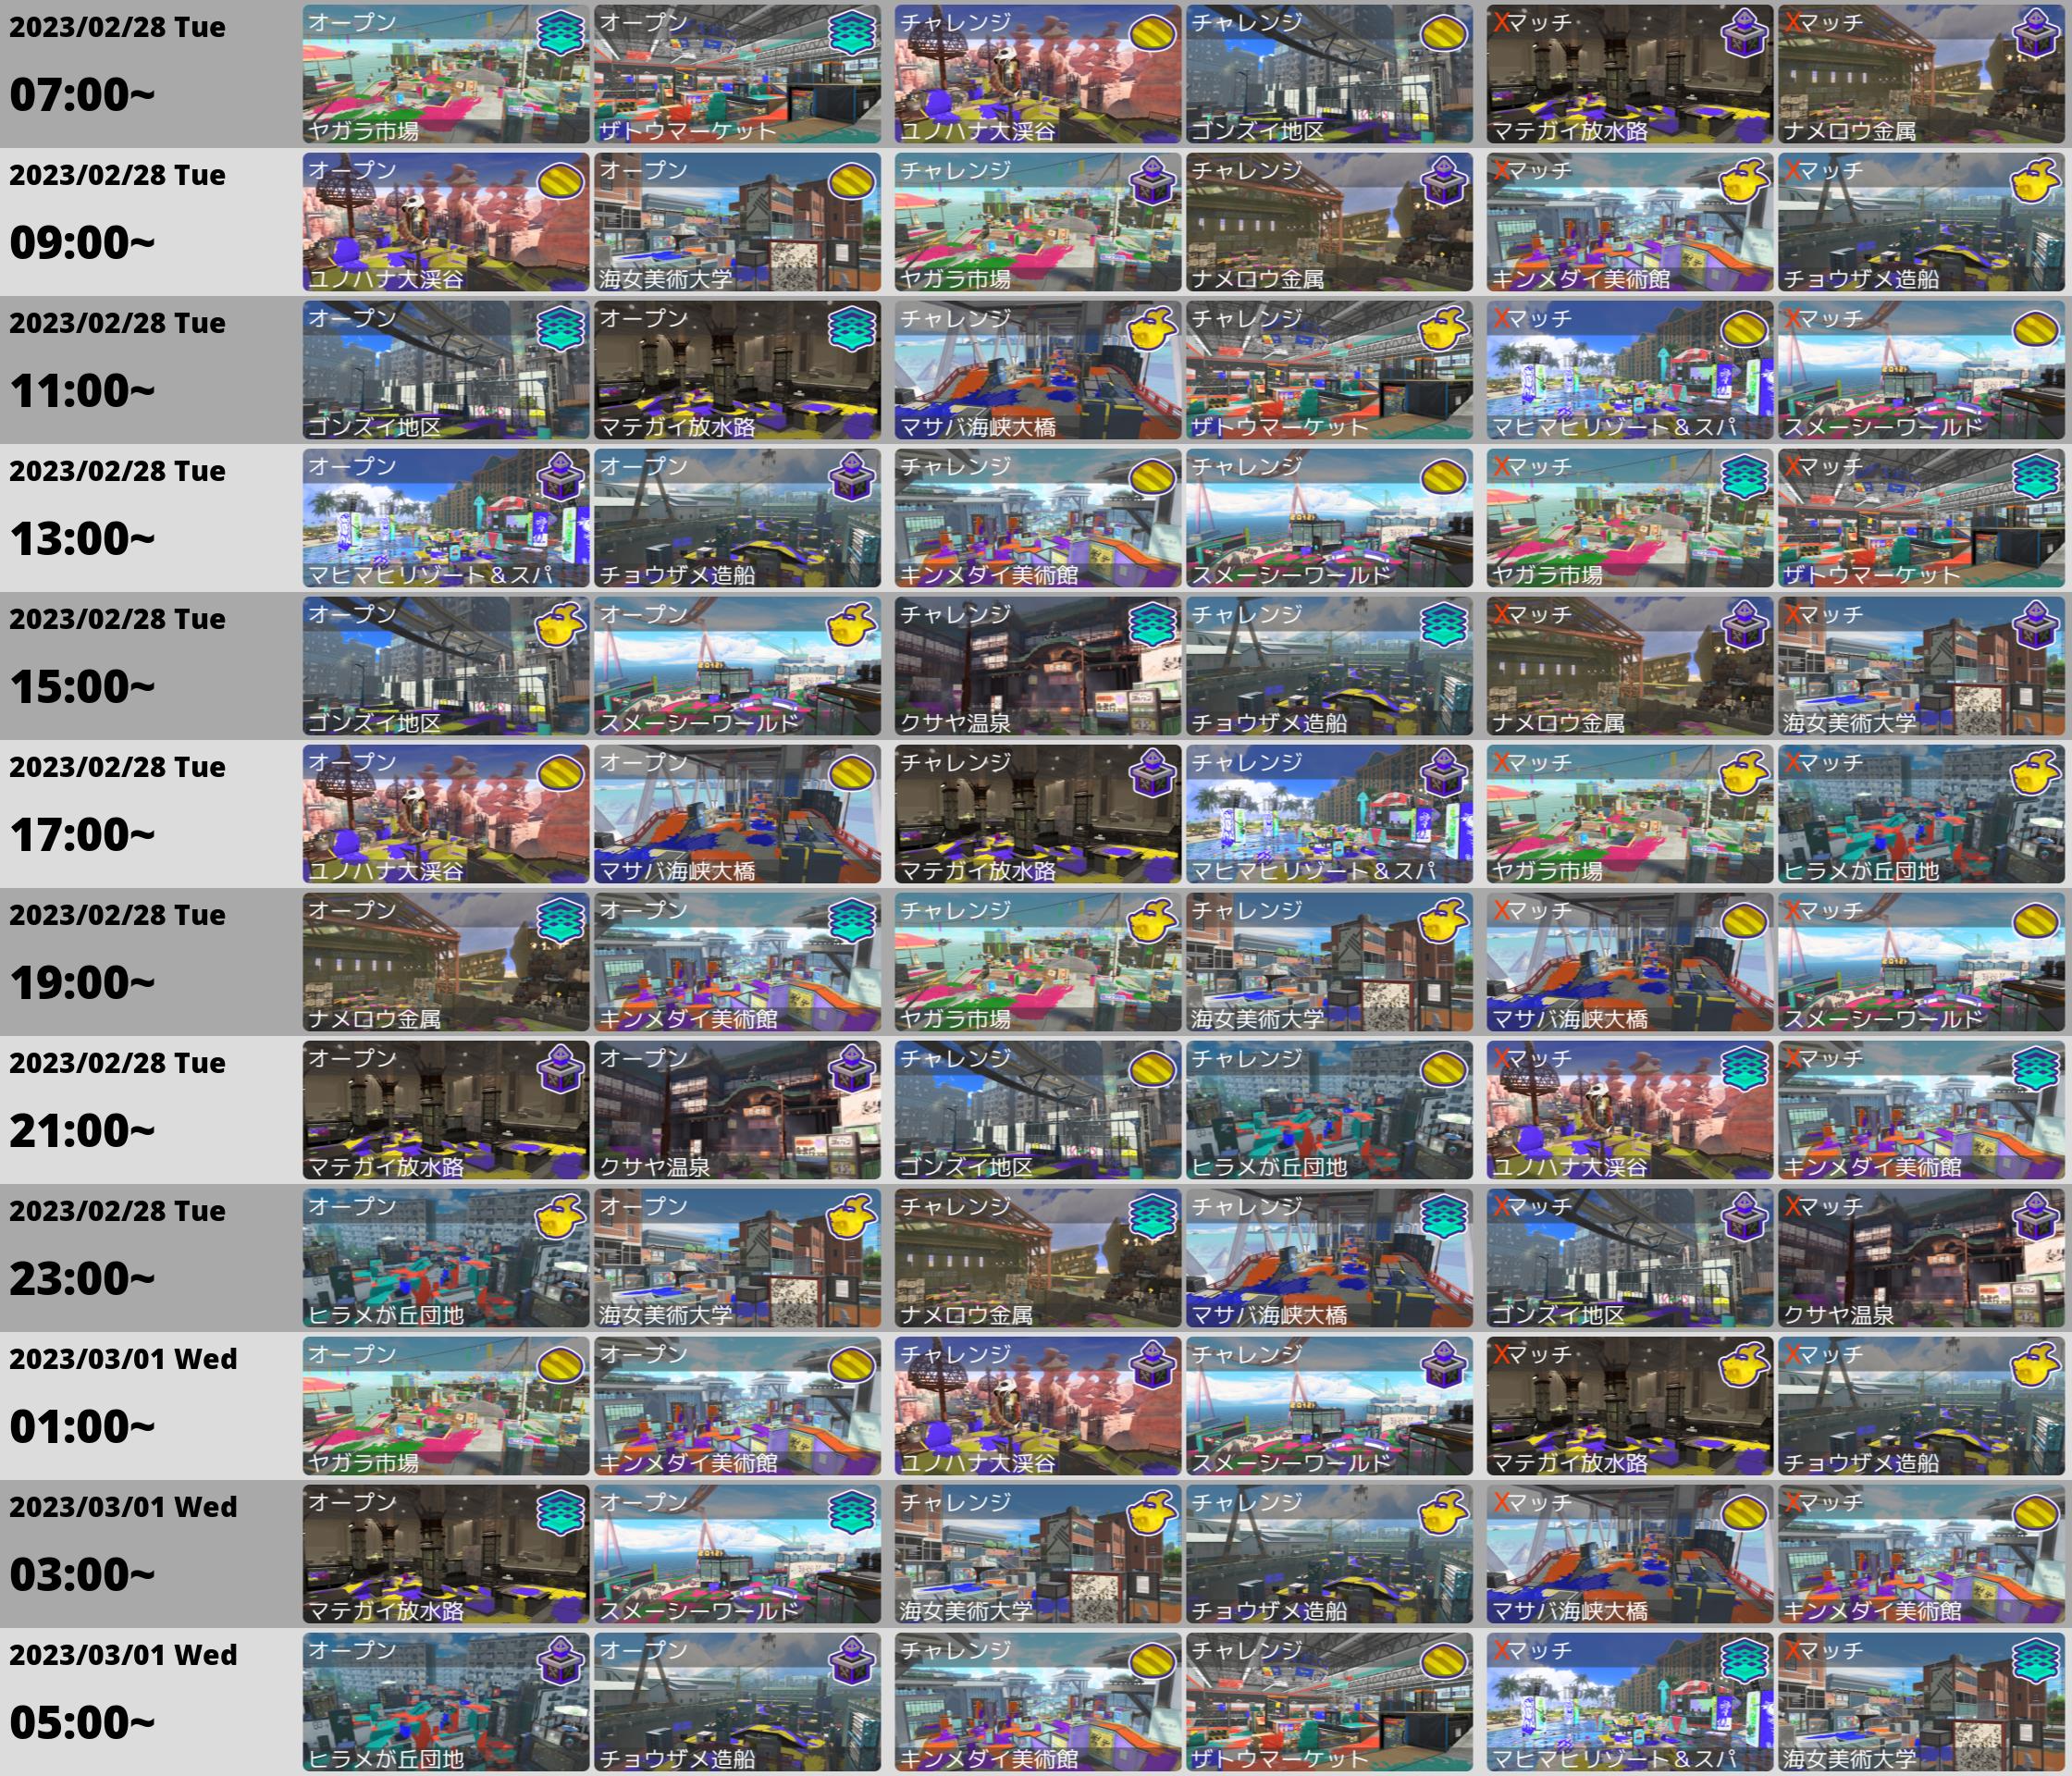 2023/02/28 Tue
07:00~
オープン オープン チャレンジ チャレンジ Xマッチ Xマッチ
ヤガラ市場 ザトウマーケット ユノハナ大渓谷 ゴンズイ地区 マテガイ放水路 ナメロウ金属
2023/02/28 Tue
09:00~
オープン オープン チャレンジ チャレンジ Xマッチ Xマッチ
ユノハナ大渓谷 海女美術大学 ヤガラ市場 ナメロウ金属 キンメダイ美術館 チョウザメ造船
2023/02/28 Tue
11:00~
オープン オープン チャレンジ チャレンジ Xマッチ Xマッチ
ゴンズイ地区 マテガイ放水路 マサバ海峡大橋 ザトウマーケット マヒマヒリゾート&スパ スメーシーワールド
2023/02/28 Tue
13:00~
オープン オープン チャレンジ チャレンジ Xマッチ Xマッチ
マヒマヒリゾート&スパ チョウザメ造船 キンメダイ美術館 スメーシーワールド ヤガラ市場 ザトウマーケット
2023/02/28 Tue
15:00~
オープン オープン チャレンジ チャレンジ Xマッチ Xマッチ
ゴンズイ地区 スメーシーワールド クサヤ温泉 チョウザメ造船 ナメロウ金属 海女美術大学
2023/02/28 Tue
17:00~
オープン オープン チャレンジ チャレンジ Xマッチ Xマッチ
ユノハナ大渓谷 マサバ海峡大橋 マテガイ放水路 マヒマヒリゾート&スパ ヤガラ市場 ヒラメが丘団地
2023/02/28 Tue
19:00~
オープン オープン チャレンジ チャレンジ Xマッチ Xマッチ
ナメロウ金属 キンメダイ美術館 ヤガラ市場 海女美術大学 マサバ海峡大橋 スメーシーワールド
2023/02/28 Tue
21:00~
オープン オープン チャレンジ チャレンジ Xマッチ Xマッチ
マテガイ放水路 クサヤ温泉 ゴンズイ地区 ヒラメが丘団地 ユノハナ大渓谷 キンメダイ美術館
2023/02/28 Tue
23:00~
オープン オープン チャレンジ チャレンジ Xマッチ Xマッチ
ヒラメが丘団地 海女美術大学 ナメロウ金属 マサバ海峡大橋 ゴンズイ地区 クサヤ温泉
2023/03/01 Wed
01:00~
オープン オープン チャレンジ チャレンジ Xマッチ Xマッチ
ヤガラ市場 キンメダイ美術館 ユノハナ大渓谷 スメーシーワールド マテガイ放水路 チョウザメ造船
2023/03/01 Wed
03:00~
オープン オープン チャレンジ チャレンジ Xマッチ Xマッチ
マテガイ放水路 スメーシーワールド 海女美術大学 チョウザメ造船 マサバ海峡大橋 キンメダイ美術館
2023/03/01 Wed
05:00~
オープン オープン チャレンジ チャレンジ Xマッチ Xマッチ
ヒラメが丘団地 チョウザメ造船 キンメダイ美術館 ザトウマーケット マヒマヒリゾート&スパ 海女美術大学